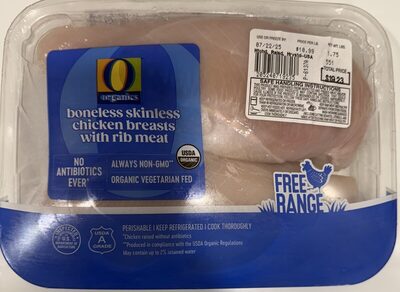 O
organics
boneless skinless
chicken breasts
with rib meat
NO
ANTIBIOTICS
EVER*
ALWAYS NON-GMO**
ORGANIC VEGETARIAN FED
USDA
ORGANIC
USE OR FREEZE BY
PRICE PER LB.
NET WT. LBS
07/22/25
$10.99
1.75
TOTAL PRICE
$19.23
SAFE HANDLING INSTRUCTIONS
FREE
RANGE
PERISHABLE | KEEP REFRIGERATED | COOK THOROUGHLY
*Chicken raised without antibiotics
**Produced in compliance with the USDA Organic Regulations
May contain up to 2% retained water
USDA
A
GRADE